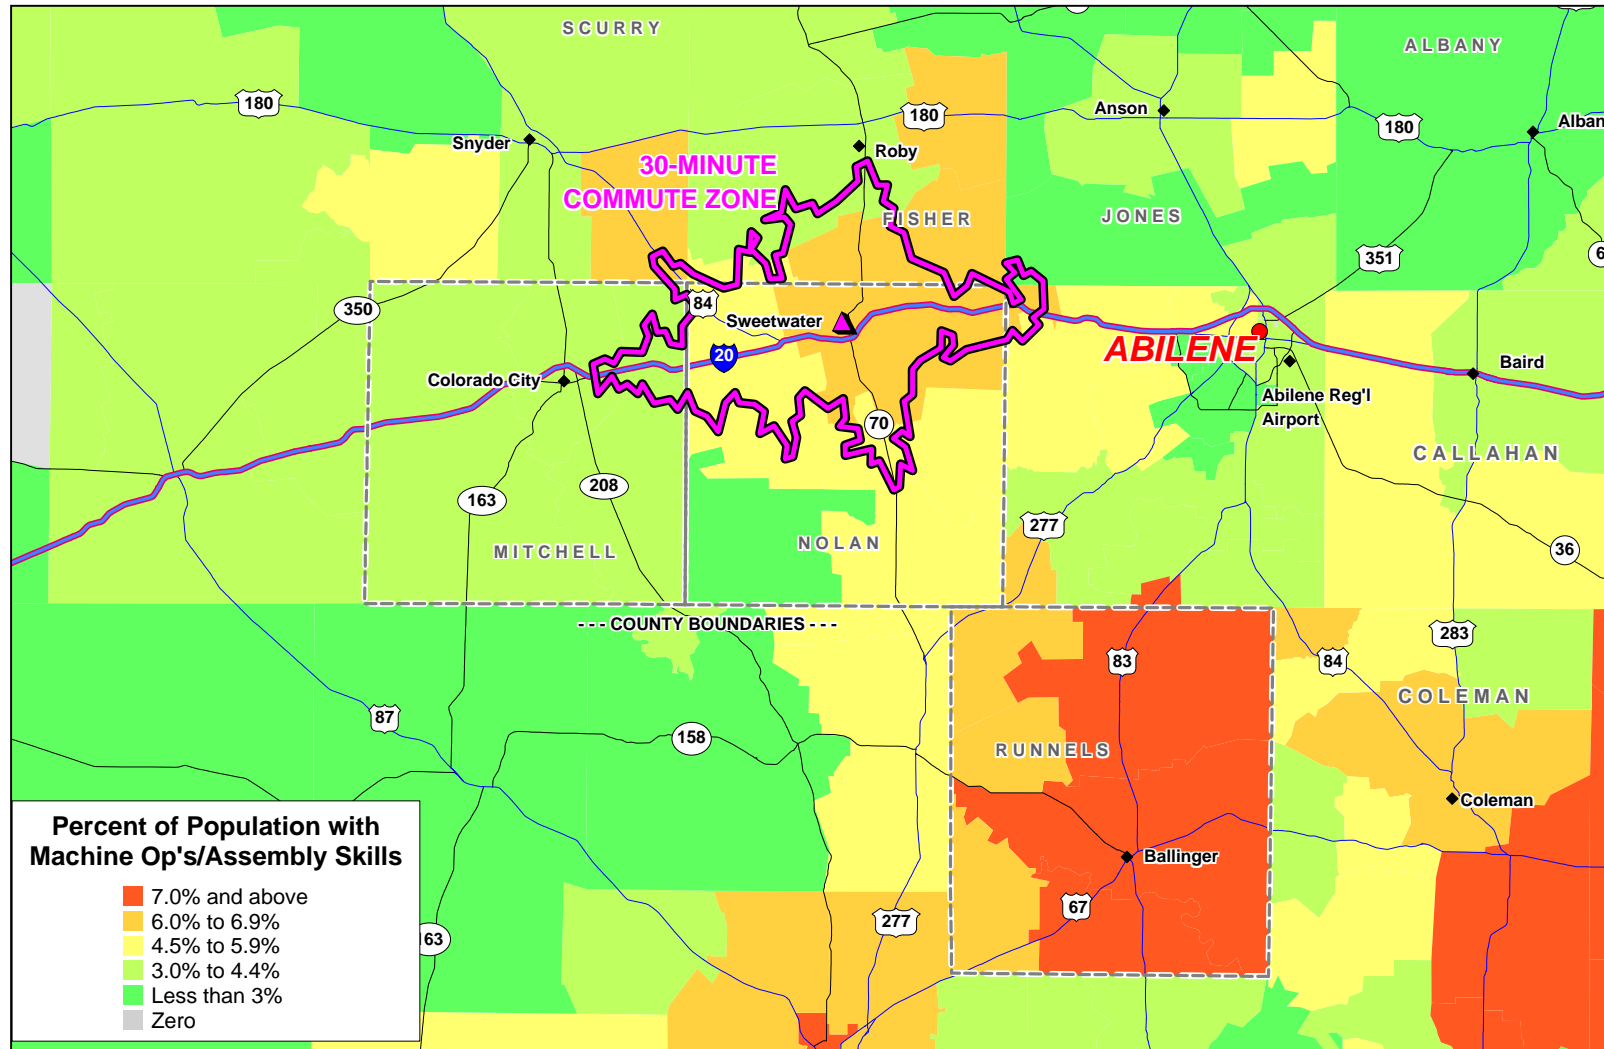 SCURRY
ALBANY
180
180
Anson
180
Alban
Snyder
Roby
30-MINUTE
COMMUTE ZONE
FISHER
JONES
351
6
350
84
Sweetwater
20
ABILENE
Baird
Colorado City
Abilene Reg'l
Airport
70
CALLAHAN
163
208
277
36
MITCHELL
NOLAN
--- COUNTY BOUNDARIES ---
83
84
283
COLEMAN
87
158
RUNNELS
Coleman
Ballinger
67
277
163
Percent of Population with
Machine Op's/Assembly Skills
7.0% and above
6.0% to 6.9%
4.5% to 5.9%
3.0% to 4.4%
Less than 3%
Zero